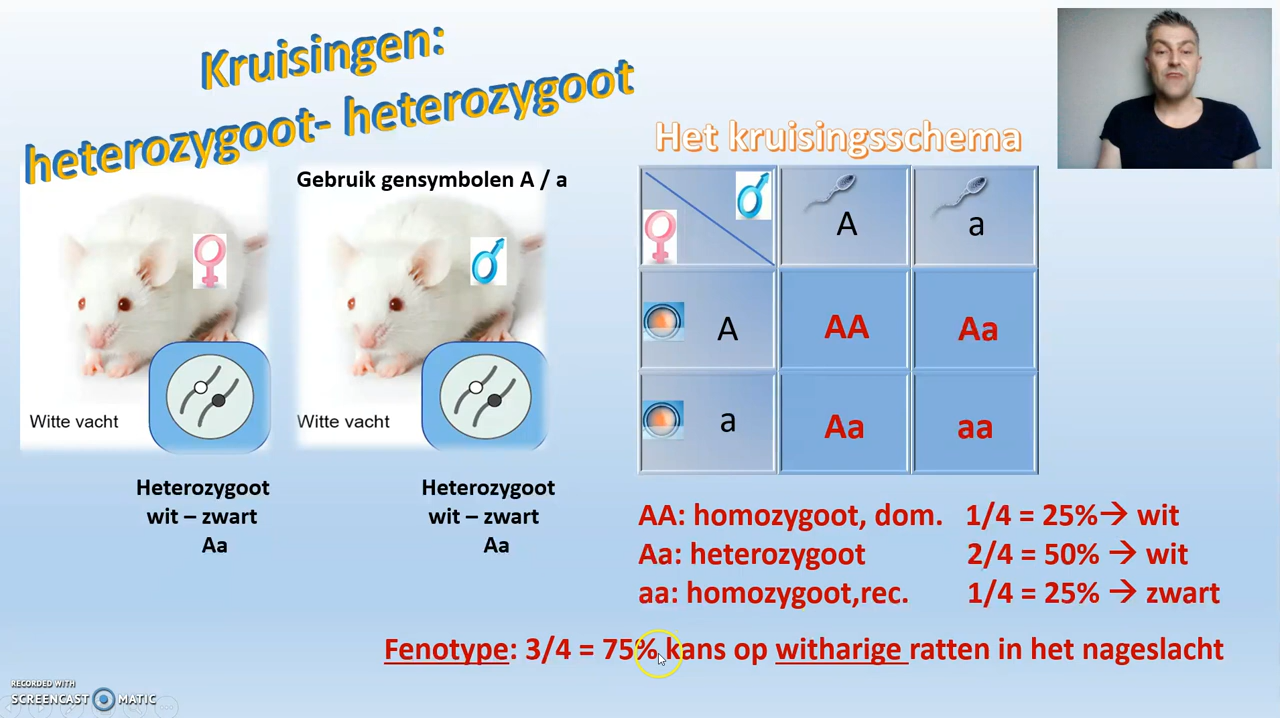 Kruisingen:
heterozygoot- heterozygoot
Gebruik gensymbolen A / a
Witte vacht
Witte vacht
Heterozygoot
wit – zwart
Aa
Heterozygoot
wit – zwart
Aa
Het kruisingsschema
A a
A AA Aa
a Aa aa
AA: homozygoot, dom. 1/4 = 25%→ wit
Aa: heterozygoot 2/4 = 50% → wit
aa: homozygoot,rec. 1/4 = 25% → zwart
Fenotype: 3/4 = 75% kans op witharige ratten in het nageslacht
RECORDED WITH
SCREENCAST MATIC